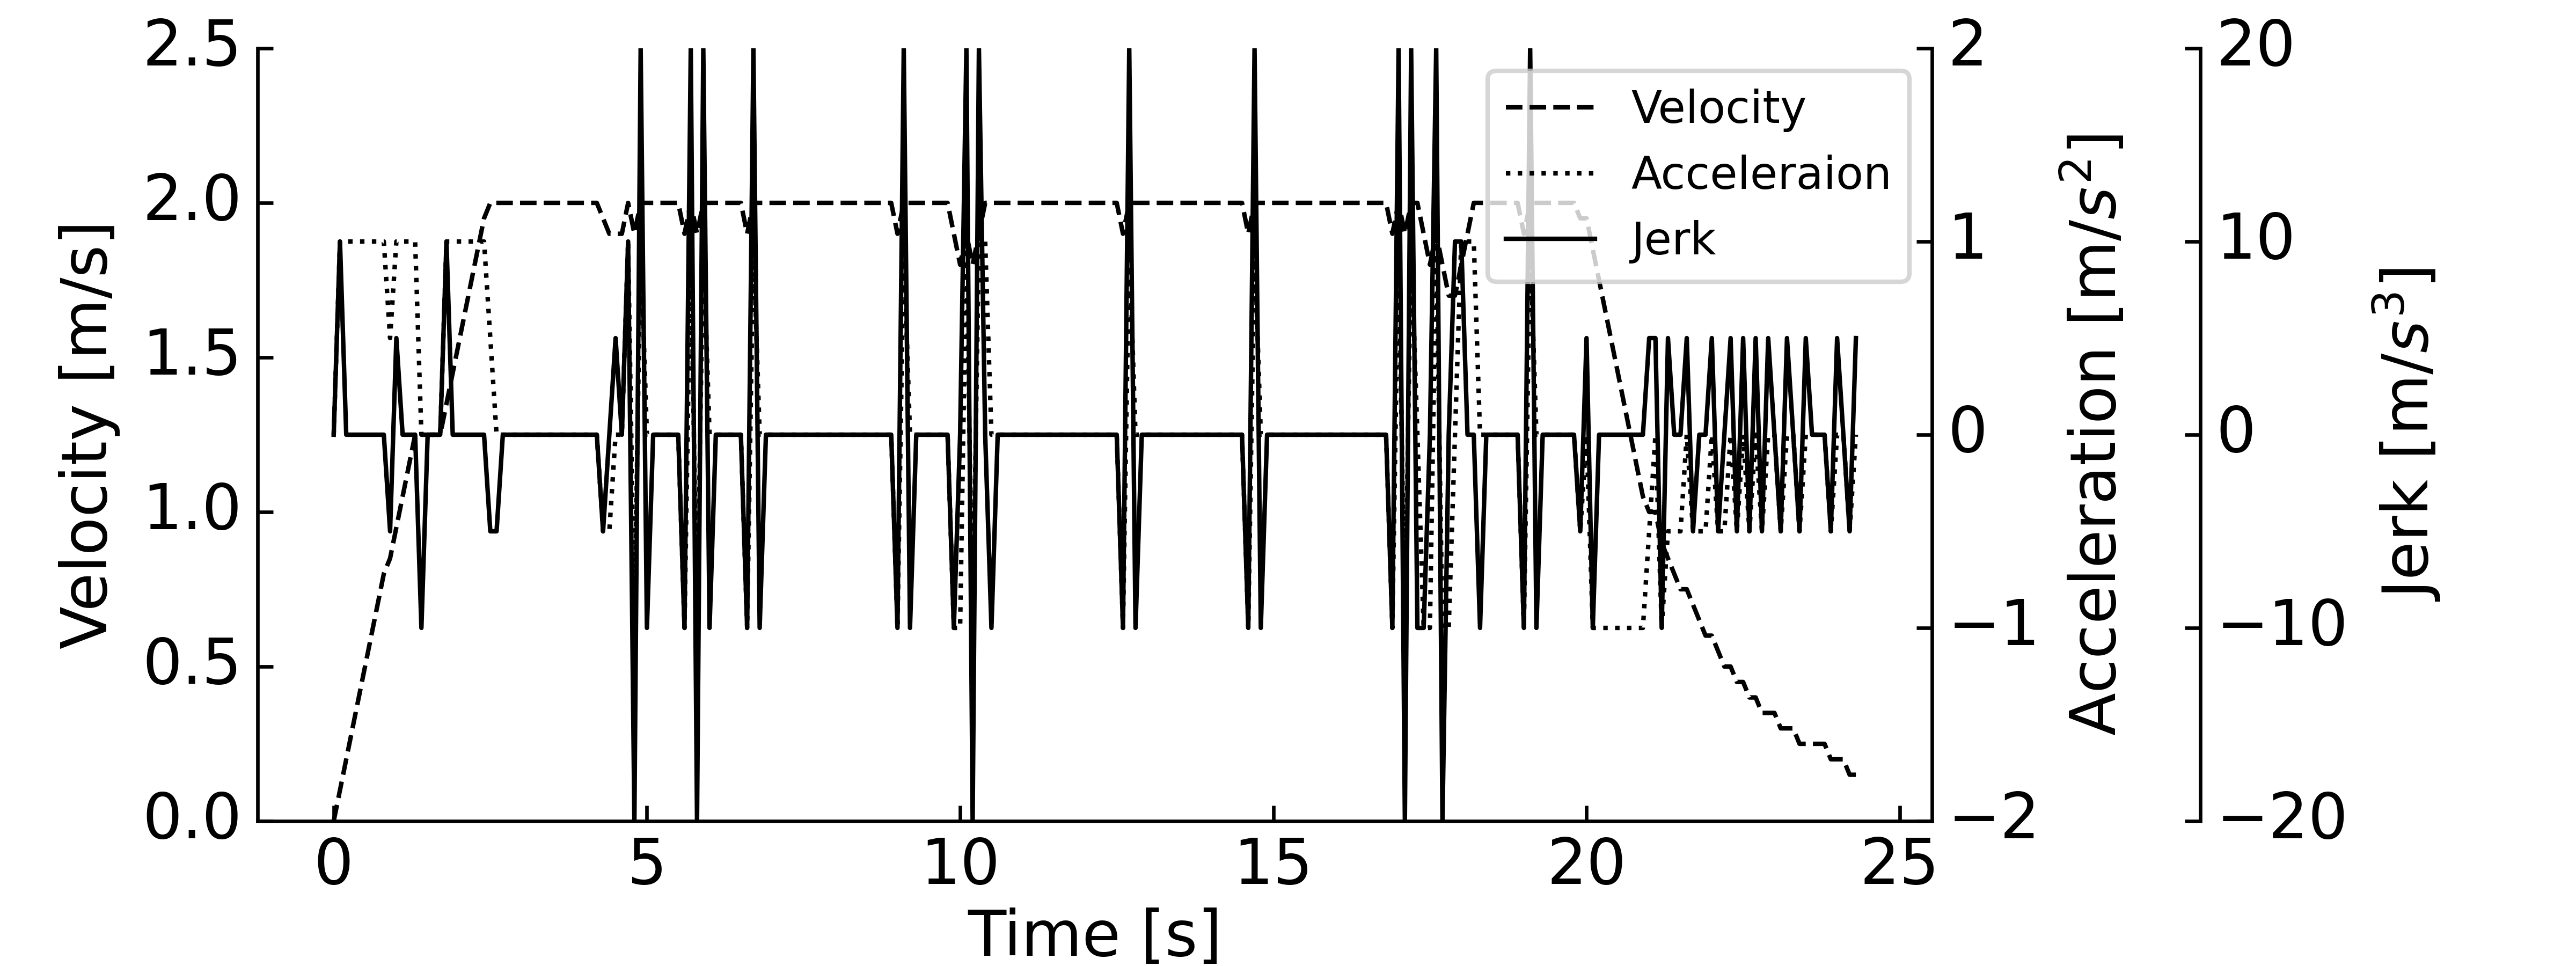 2.5
2.0
1.5
1.0
0.5
0.0
Velocity [m/s]
0 5 10 15 20 25
Time [s]
Velocity
Acceleraion
Jerk
2
1
0
−1
−2
Acceleration [m/s²]
20
10
0
−10
−20
Jerk [m/s³]